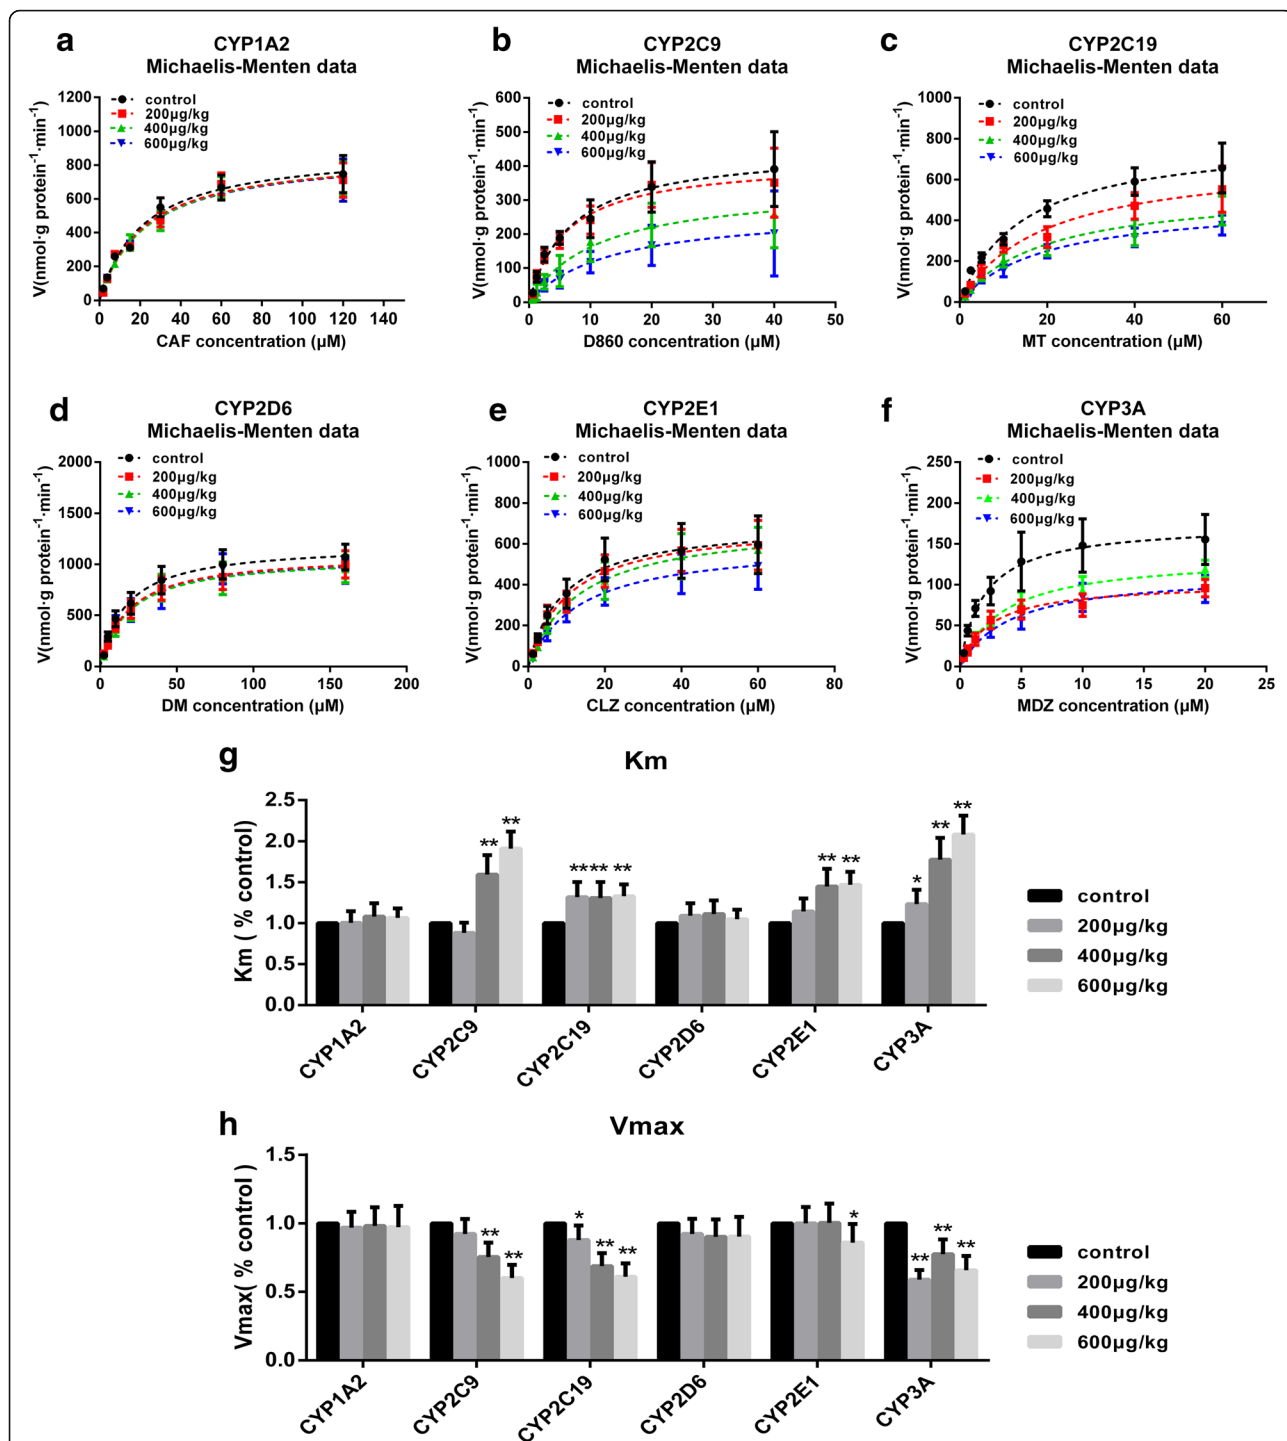 a
CYP1A2
Michaelis-Menten data
1200
1000
800
600
400
200
0
control
200µg/kg
400µg/kg
600µg/kg
V(nmol·g protein⁻¹·min⁻¹)
0 20 40 60 80 100 120 140
CAF concentration (µM)
b
CYP2C9
Michaelis-Menten data
600
500
400
300
200
100
0
control
200µg/kg
400µg/kg
600µg/kg
V(nmol·g protein⁻¹·min⁻¹)
0 10 20 30 40 50
D860 concentration (µM)
c
CYP2C19
Michaelis-Menten data
1000
800
600
400
200
0
control
200µg/kg
400µg/kg
600µg/kg
V(nmol·g protein⁻¹·min⁻¹)
0 20 40 60
MT concentration (µM)
d
CYP2D6
Michaelis-Menten data
2000
1500
1000
500
0
control
200µg/kg
400µg/kg
600µg/kg
V(nmol·g protein⁻¹·min⁻¹)
0 50 100 150 200
DM concentration (µM)
e
CYP2E1
Michaelis-Menten data
1000
800
600
400
200
0
control
200µg/kg
400µg/kg
600µg/kg
V(nmol·g protein⁻¹·min⁻¹)
0 20 40 60 80
CLZ concentration (µM)
f
CYP3A
Michaelis-Menten data
250
200
150
100
50
0
control
200µg/kg
400µg/kg
600µg/kg
V(nmol·g protein⁻¹·min⁻¹)
0 5 10 15 20 25
MDZ concentration (µM)
g
Km
2.5
2.0
1.5
1.0
0.5
0.0
Km ( % control)
** ** ** ** ** ** ** * ** **
CYP1A2 CYP2C9 CYP2C19 CYP2D6 CYP2E1 CYP3A
control
200µg/kg
400µg/kg
600µg/kg
h
Vmax
1.5
1.0
0.5
0.0
Vmax( % control )
** ** * ** ** * ** ** **
CYP1A2 CYP2C9 CYP2C19 CYP2D6 CYP2E1 CYP3A
control
200µg/kg
400µg/kg
600µg/kg